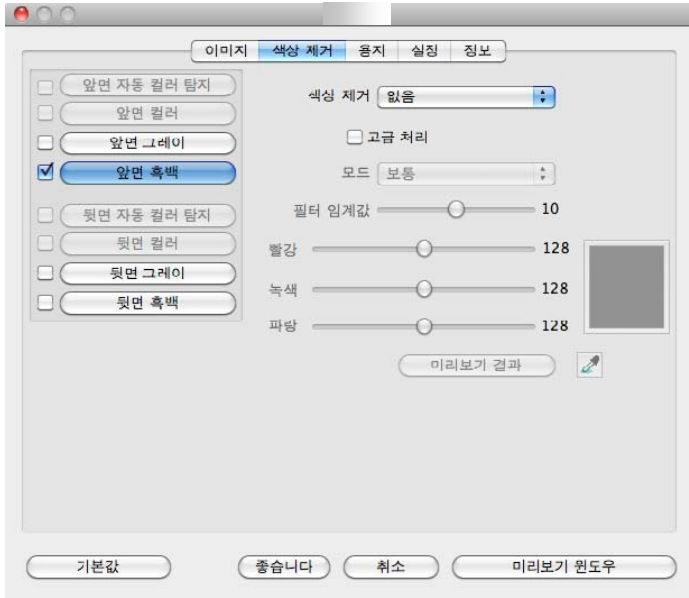 이미지 색상 제거 용지 설정 정보
앞면 자동 컬러 탐지
앞면 컬러
앞면 그레이
앞면 흑백
뒷면 자동 컬러 탐지
뒷면 컬러
뒷면 그레이
뒷면 흑백
색상 제거 없음
고급 처리
모드 보통
필터 임계값 10
빨강 128
녹색 128
파랑 128
미리보기 결과
기본값 좋습니다 취소 미리보기 윈도우